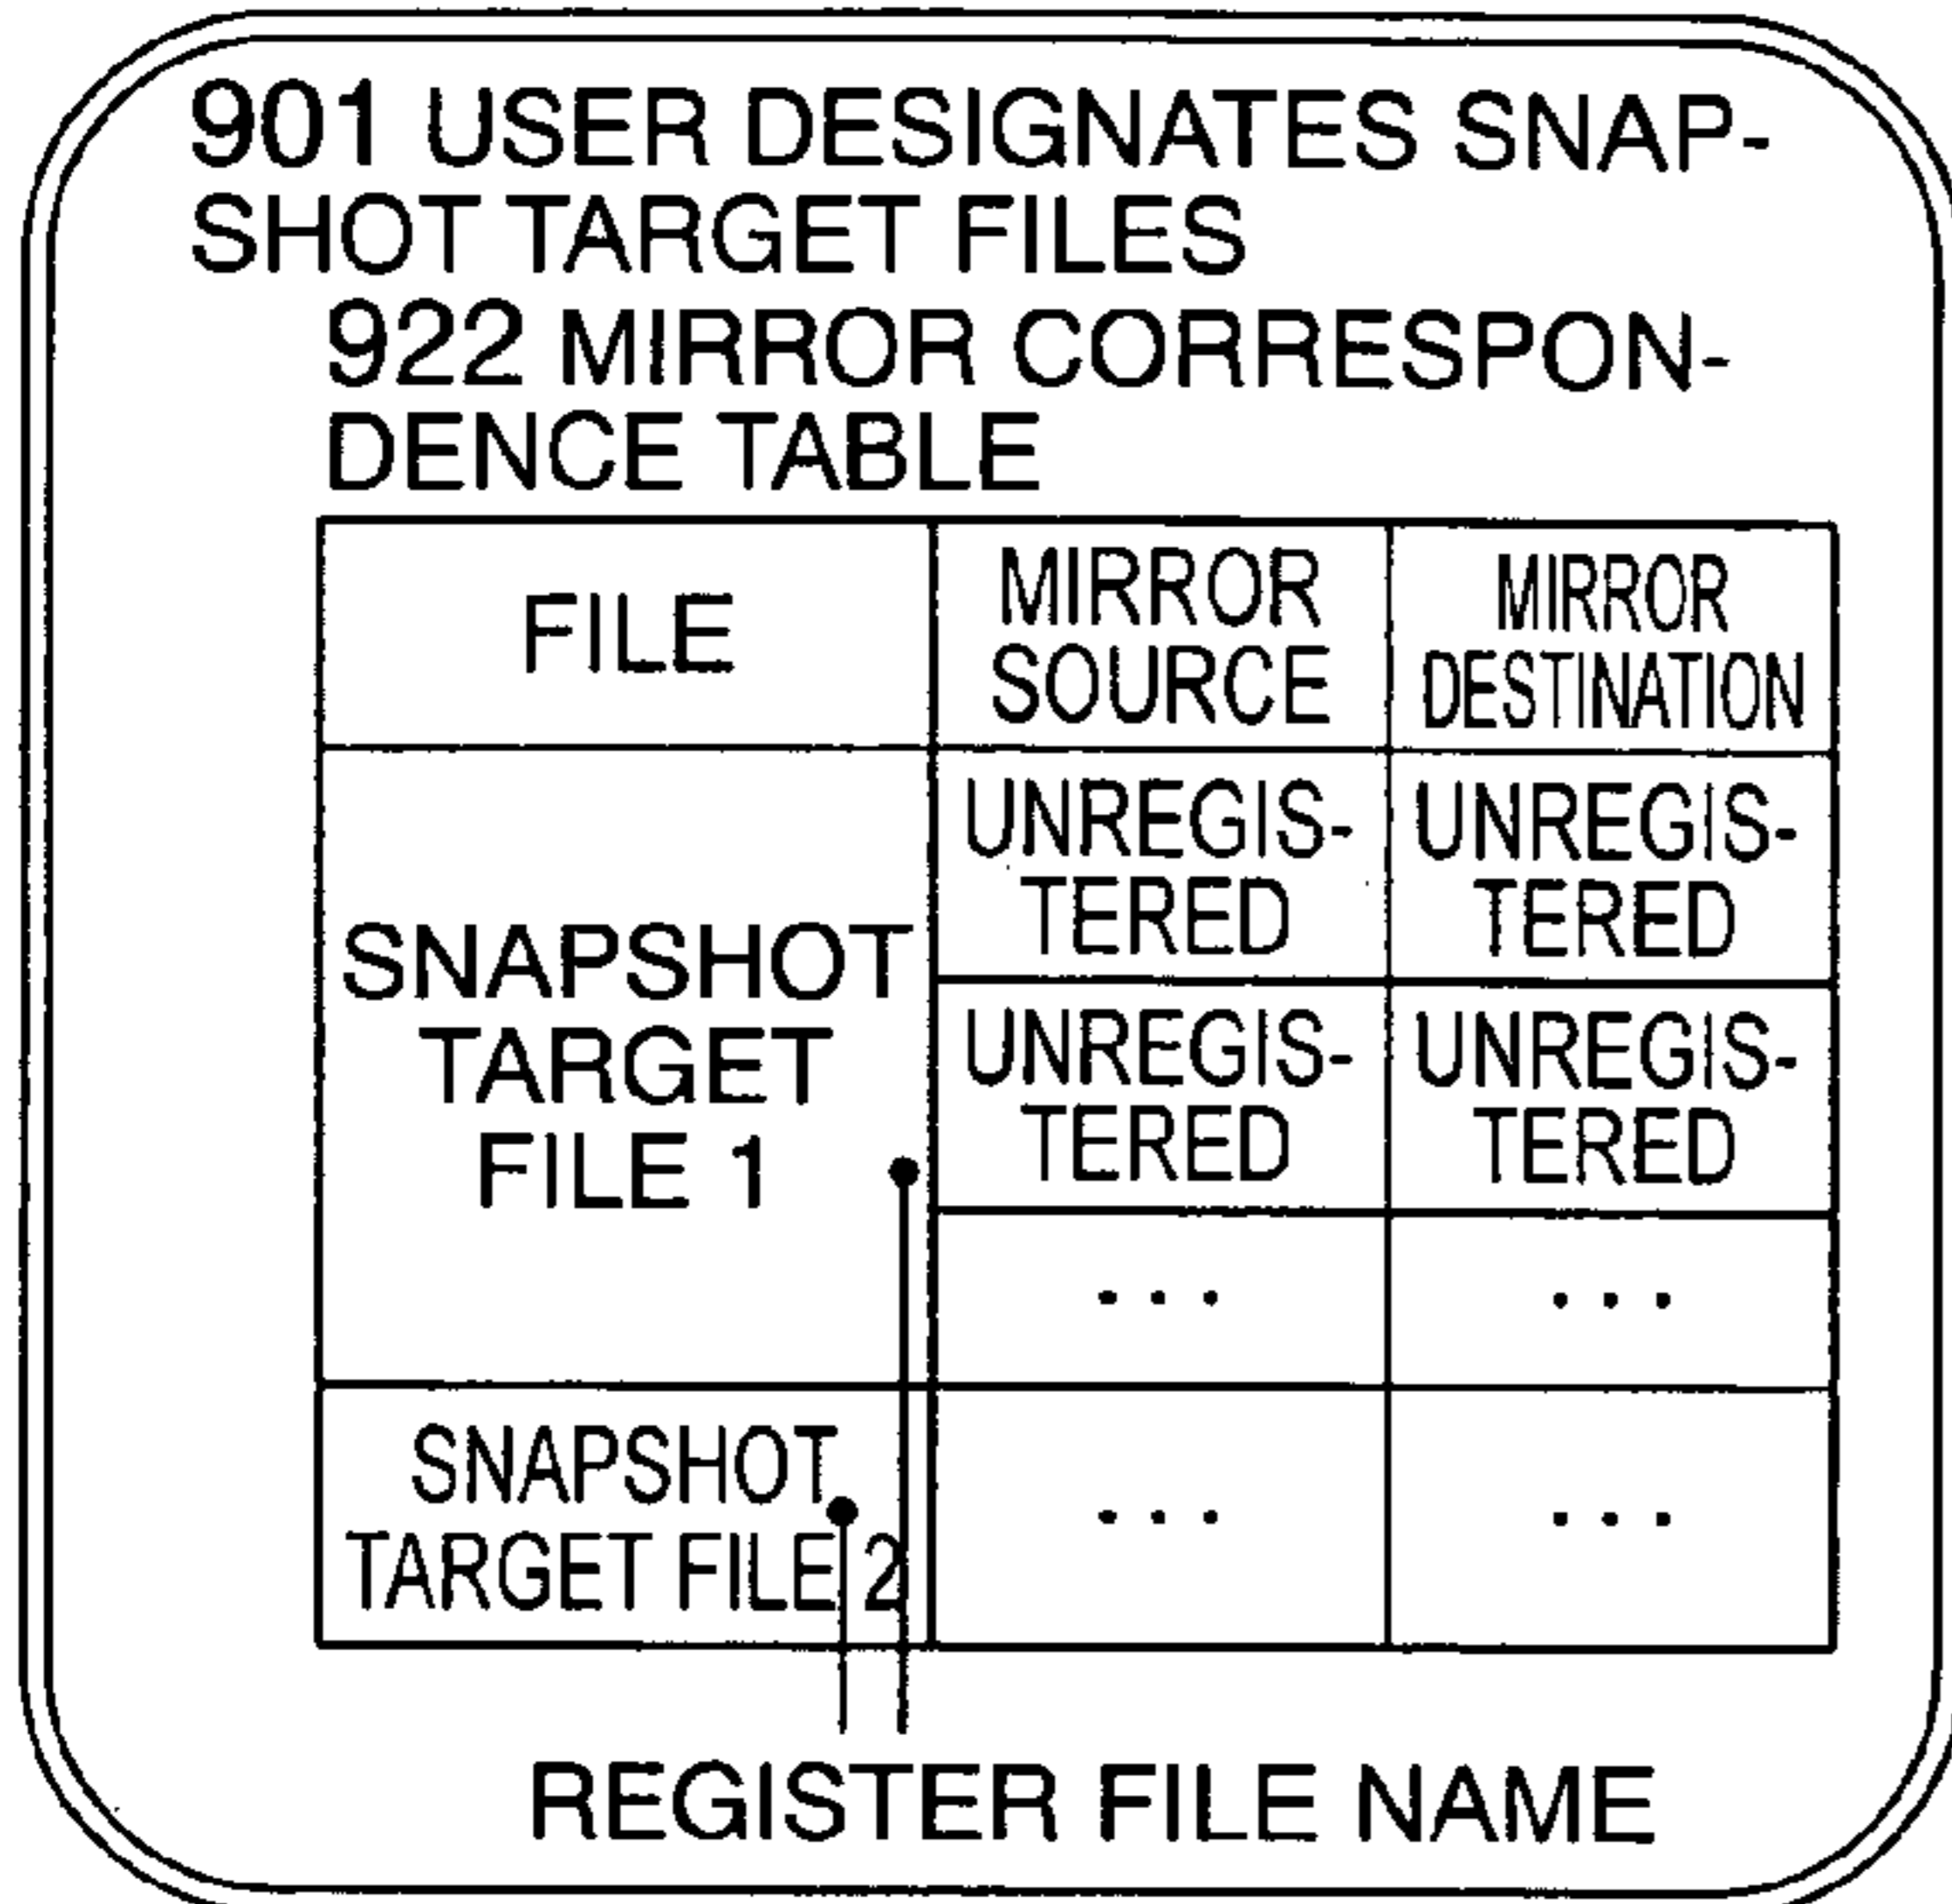 901 USER DESIGNATES SNAP-
SHOT TARGET FILES
922 MIRROR CORRESPON-
DENCE TABLE
FILE
MIRROR
SOURCE
MIRROR
DESTINATION
SNAPSHOT
TARGET
FILE 1
UNREGIS-
TERED
UNREGIS-
TERED
UNREGIS-
TERED
UNREGIS-
TERED
...
...
SNAPSHOT
TARGET FILE 2
...
...
REGISTER FILE NAME